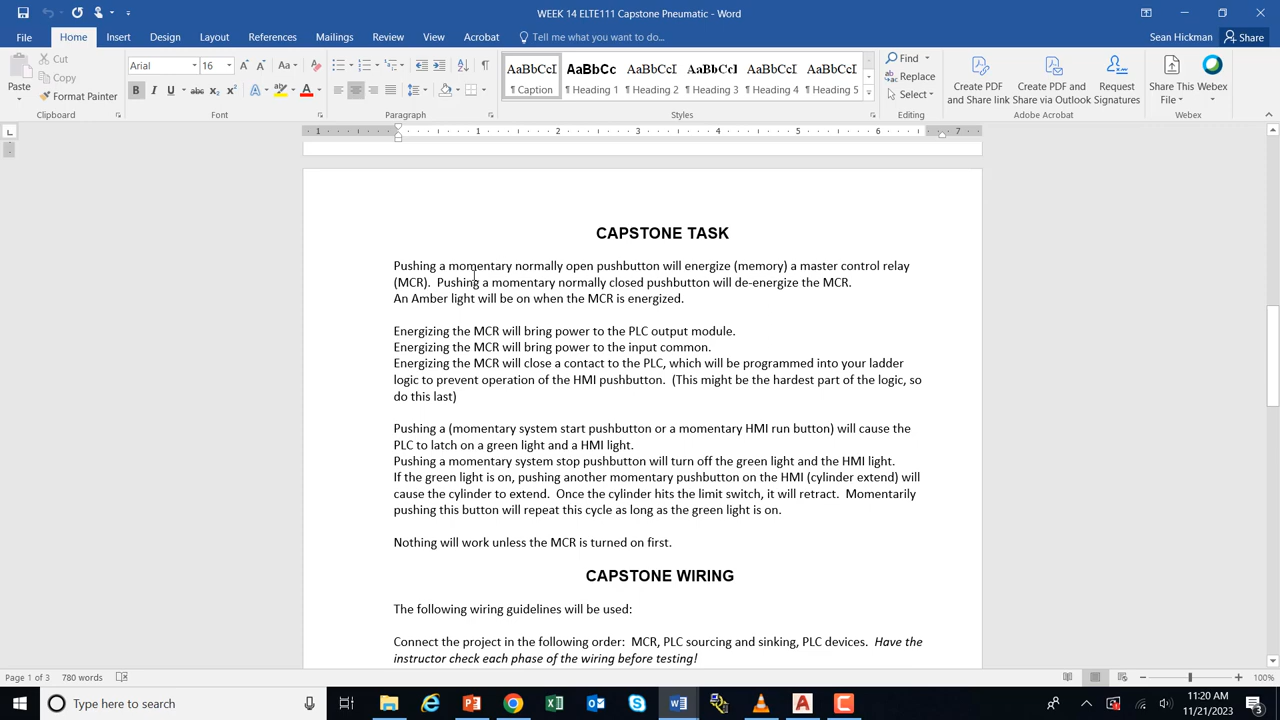 WEEK 14 ELTE111 CAPSTONE Pneumatic - Word
File Home Insert Design Layout References Mailings Review View Acrobat Tell me what you want to do... Sean Hickman Share
Cut
Copy
Format Painter
Paste
Clipboard
Arial 16
Font
Paragraph
AaBbCcI AaBbCc AaBbCcI AaBbCcI AaBbCcI AaBbCcI
¶ Caption ¶ Heading 1 ¶ Heading 2 ¶ Heading 3 ¶ Heading 4 ¶ Heading 5
Styles
Find
Replace
Select
Editing
Create PDF and Share link
Create PDF and Share via Outlook
Request Signatures
Adobe Acrobat
Share This File
Webex
Webex
1 1 2 3 4 5 6 7
CAPSTONE TASK
Pushing a momentary normally open pushbutton will energize (memory) a master control relay
(MCR).  Pushing a momentary normally closed pushbutton will de-energize the MCR.
An Amber light will be on when the MCR is energized.
Energizing the MCR will bring power to the PLC output module.
Energizing the MCR will bring power to the input common.
Energizing the MCR will close a contact to the PLC, which will be programmed into your ladder
logic to prevent operation of the HMI pushbutton.  (This might be the hardest part of the logic, so
do this last)
Pushing a (momentary system start pushbutton or a momentary HMI run button) will cause the
PLC to latch on a green light and a HMI light.
Pushing a momentary system stop pushbutton will turn off the green light and the HMI light.
If the green light is on, pushing another momentary pushbutton on the HMI (cylinder extend) will
cause the cylinder to extend.  Once the cylinder hits the limit switch, it will retract.  Momentarily
pushing this button will repeat this cycle as long as the green light is on.
Nothing will work unless the MCR is turned on first.
CAPSTONE WIRING
The following wiring guidelines will be used:
Connect the project in the following order:  MCR, PLC sourcing and sinking, PLC devices.  Have the
instructor check each phase of the wiring before testing!
Page 1 of 3 780 words 100%
Type here to search
11:20 AM
11/21/2023
3